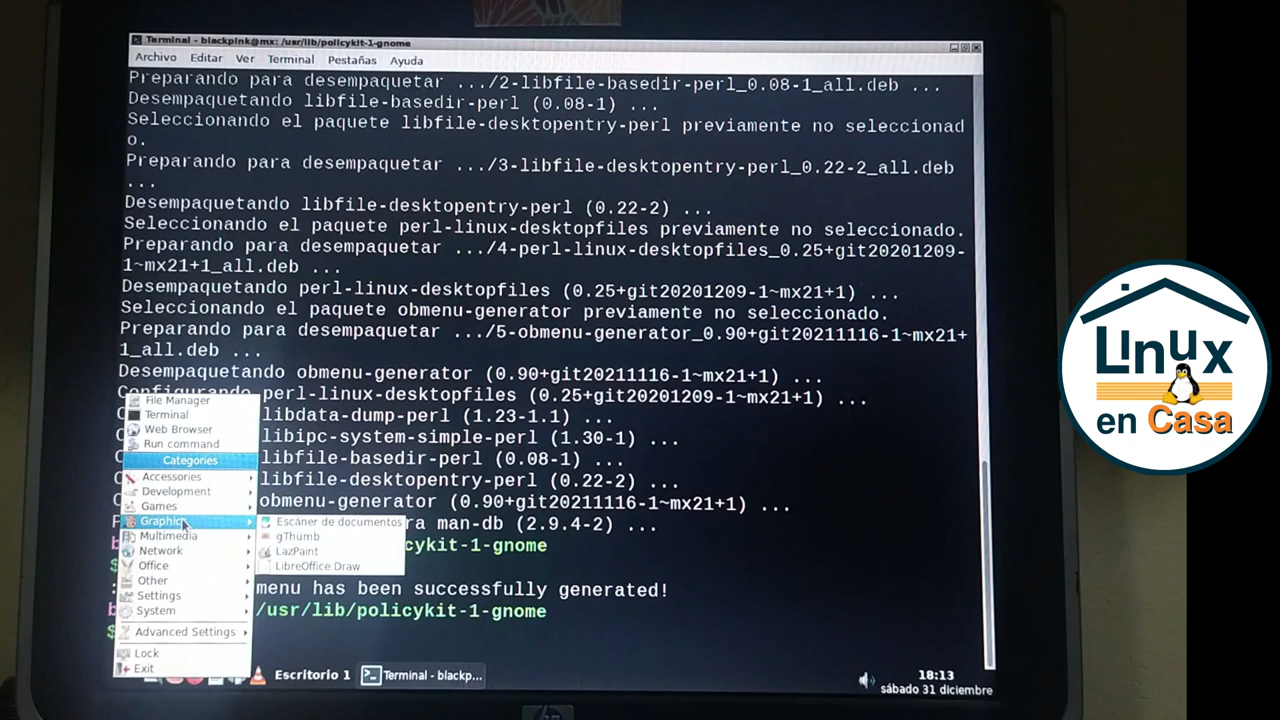 Terminal - blackpink@mx: /usr/lib/policykit-1-gnome
Archivo Editar Ver Terminal Pestañas Ayuda
Preparando para desempaquetar .../2-libfile-basedir-perl_0.08-1_all.deb ...
Desempaquetando libfile-basedir-perl (0.08-1) ...
Seleccionando el paquete libfile-desktopentry-perl previamente no seleccionad
o.
Preparando para desempaquetar .../3-libfile-desktopentry-perl_0.22-2_all.deb
...
Desempaquetando libfile-desktopentry-perl (0.22-2) ...
Seleccionando el paquete perl-linux-desktopfiles previamente no seleccionado.
Preparando para desempaquetar .../4-perl-linux-desktopfiles_0.25+git20201209-
1~mx21+1_all.deb ...
Desempaquetando perl-linux-desktopfiles (0.25+git20201209-1~mx21+1) ...
Seleccionando el paquete obmenu-generator previamente no seleccionado.
Preparando para desempaquetar .../5-obmenu-generator_0.90+git20211116-1~mx21+
1_all.deb ...
Desempaquetando obmenu-generator (0.90+git20211116-1~mx21+1) ...
Configurando perl-linux-desktopfiles (0.25+git20201209-1~mx21+1) ...
libdata-dump-perl (1.23-1.1) ...
libipc-system-simple-perl (1.30-1) ...
libfile-basedir-perl (0.08-1) ...
libfile-desktopentry-perl (0.22-2) ...
obmenu-generator (0.90+git20211116-1~mx21+1) ...
ra man-db (2.9.4-2) ...
cykit-1-gnome
menu has been successfully generated!
/usr/lib/policykit-1-gnome
File Manager
Terminal
Web Browser
Run command
Categories
Accessories
Development
Games
Graphics
Multimedia
Network
Office
Other
Settings
System
Advanced Settings
Lock
Exit
Escáner de documentos
gThumb
LazPaint
LibreOffice Draw
Escritorio 1
Terminal - blackp...
18:13
sábado 31 diciembre
hp
Linux
en Casa